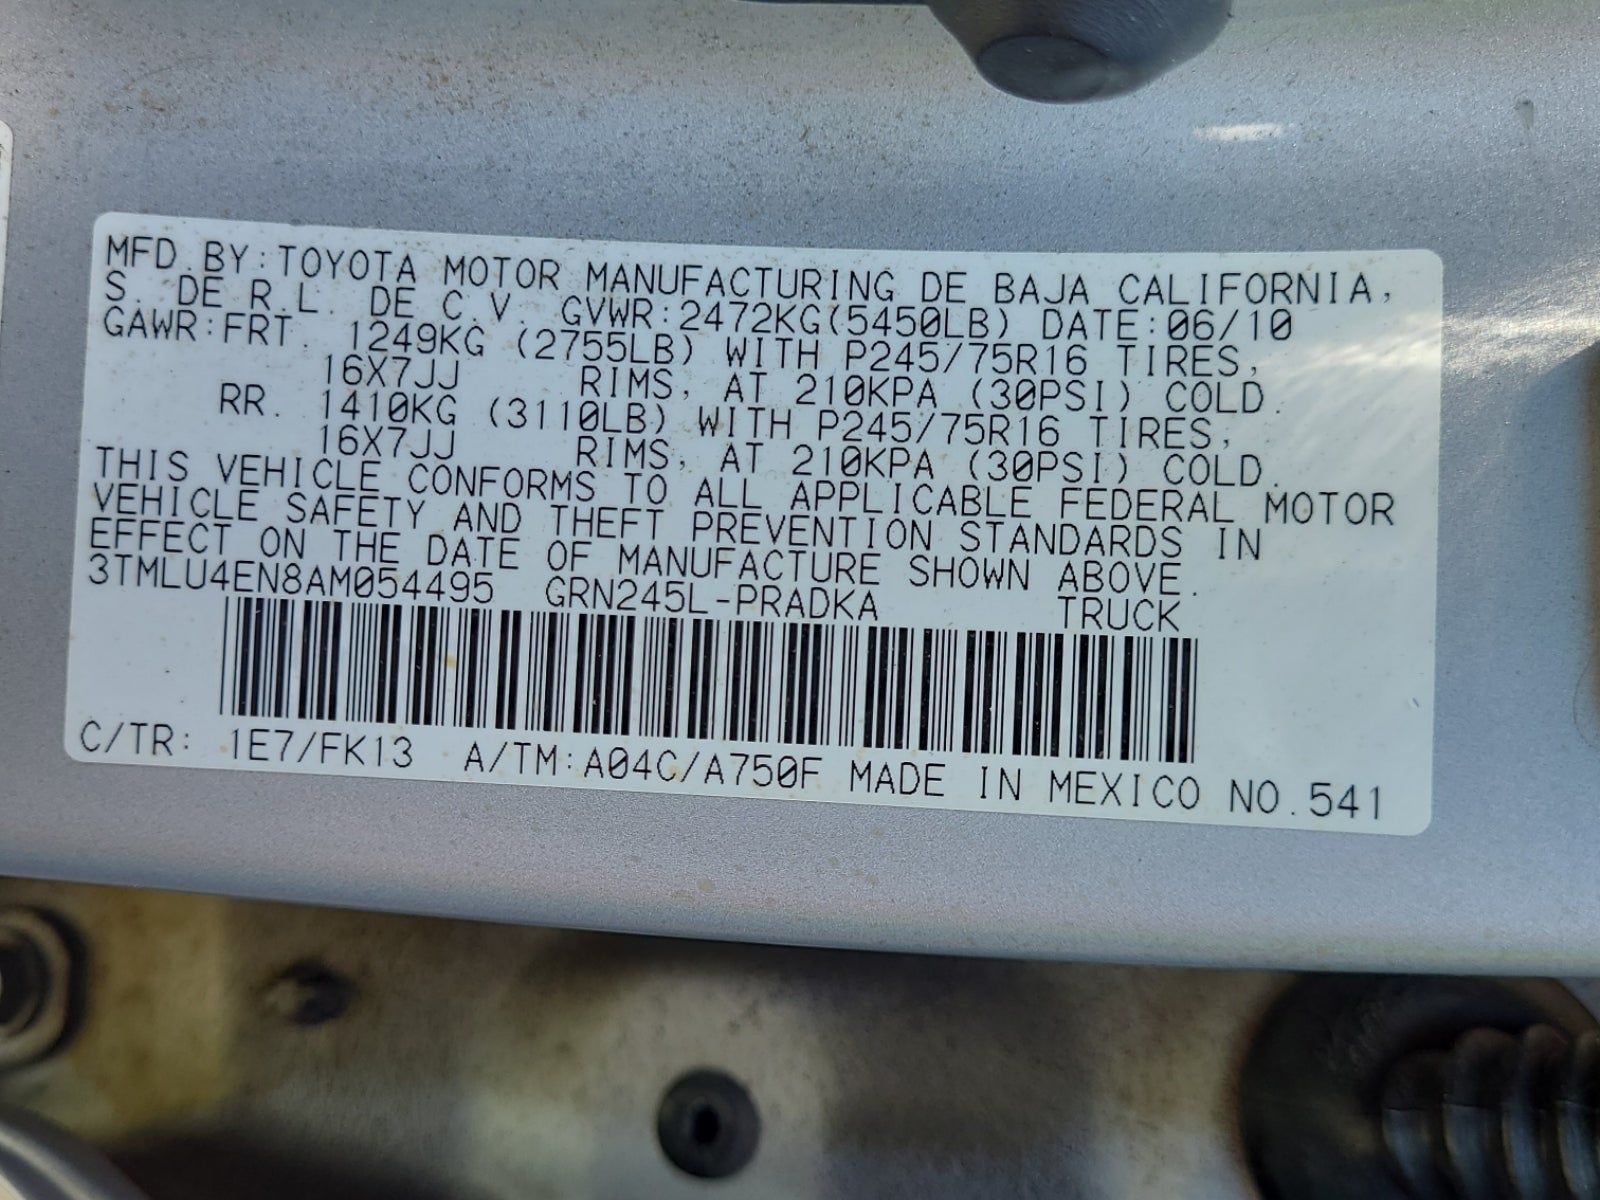 MFD. BY: TOYOTA MOTOR MANUFACTURING DE BAJA CALIFORNIA,
S. DE R.L. DE C.V. GVWR:2472KG(5450LB) DATE:06/10
GAWR:FRT. 1249KG (2755LB) WITH P245/75R16 TIRES,
16X7JJ RIMS, AT 210KPA (30PSI) COLD.
RR. 1410KG (3110LB) WITH P245/75R16 TIRES,
16X7JJ RIMS, AT 210KPA (30PSI) COLD.
THIS VEHICLE CONFORMS TO ALL APPLICABLE FEDERAL MOTOR
VEHICLE SAFETY AND THEFT PREVENTION STANDARDS IN
EFFECT ON THE DATE OF MANUFACTURE SHOWN ABOVE.
3TMLU4EN8AM054495 GRN245L-PRADKA TRUCK
C/TR: 1E7/FK13 A/TM:A04C/A750F MADE IN MEXICO NO.541